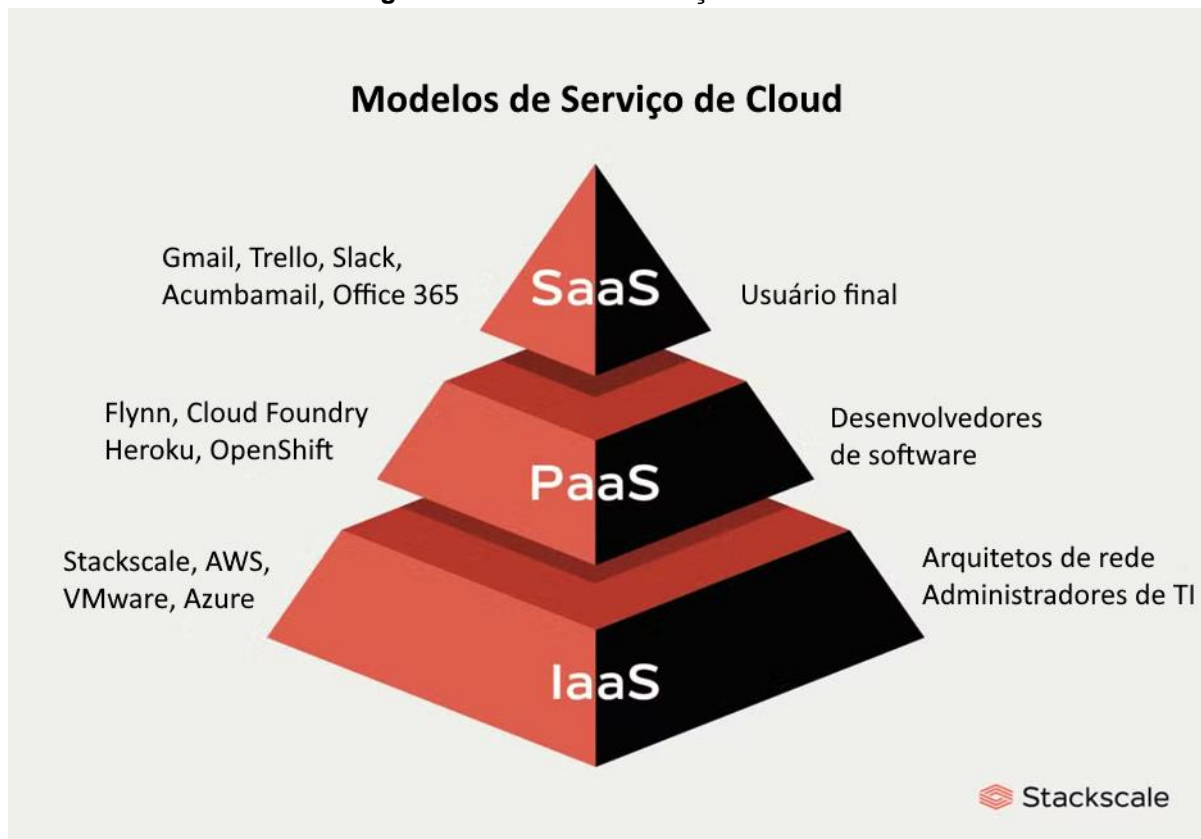 Modelos de Serviço de Cloud
Gmail, Trello, Slack,
Acumbamail, Office 365
SaaS
Usuário final
Flynn, Cloud Foundry
Heroku, OpenShift
PaaS
Desenvolvedores
de software
Stackscale, AWS,
VMware, Azure
IaaS
Arquitetos de rede
Administradores de TI
Stackscale